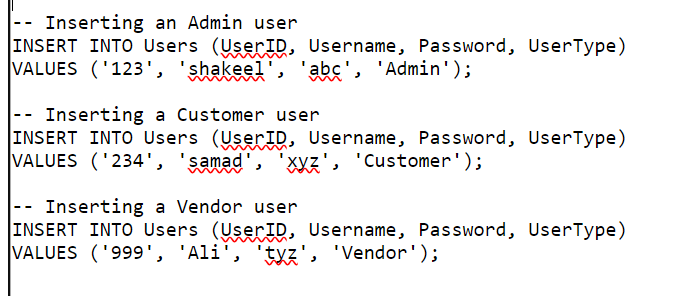 -- Inserting an Admin user
INSERT INTO Users (UserID, Username, Password, UserType)
VALUES ('123', 'shakeel', 'abc', 'Admin');
-- Inserting a Customer user
INSERT INTO Users (UserID, Username, Password, UserType)
VALUES ('234', 'samad', 'xyz', 'Customer');
-- Inserting a Vendor user
INSERT INTO Users (UserID, Username, Password, UserType)
VALUES ('999', 'Ali', 'tyz', 'Vendor');